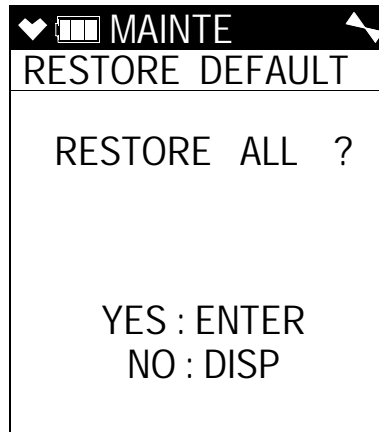 MAINTE
RESTORE DEFAULT
RESTORE ALL ?
YES : ENTER
NO : DISP